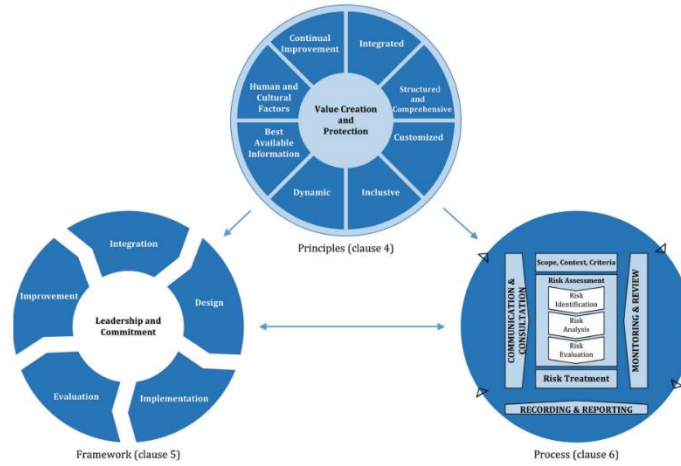 Continual
Improvement
Integrated
Human and
Cultural
Factors
Structured
and
Comprehensive
Value Creation
and
Protection
Best
Available
Information
Customized
Dynamic
Inclusive
Principles (clause 4)
Integration
Improvement
Design
Leadership and
Commitment
Evaluation
Implementation
Framework (clause 5)
Scope, Context, Criteria
COMMUNICATION &
CONSULTATION
Risk Assessment
Risk
Identification
Risk
Analysis
Risk
Evaluation
MONITORING & REVIEW
Risk Treatment
RECORDING & REPORTING
Process (clause 6)